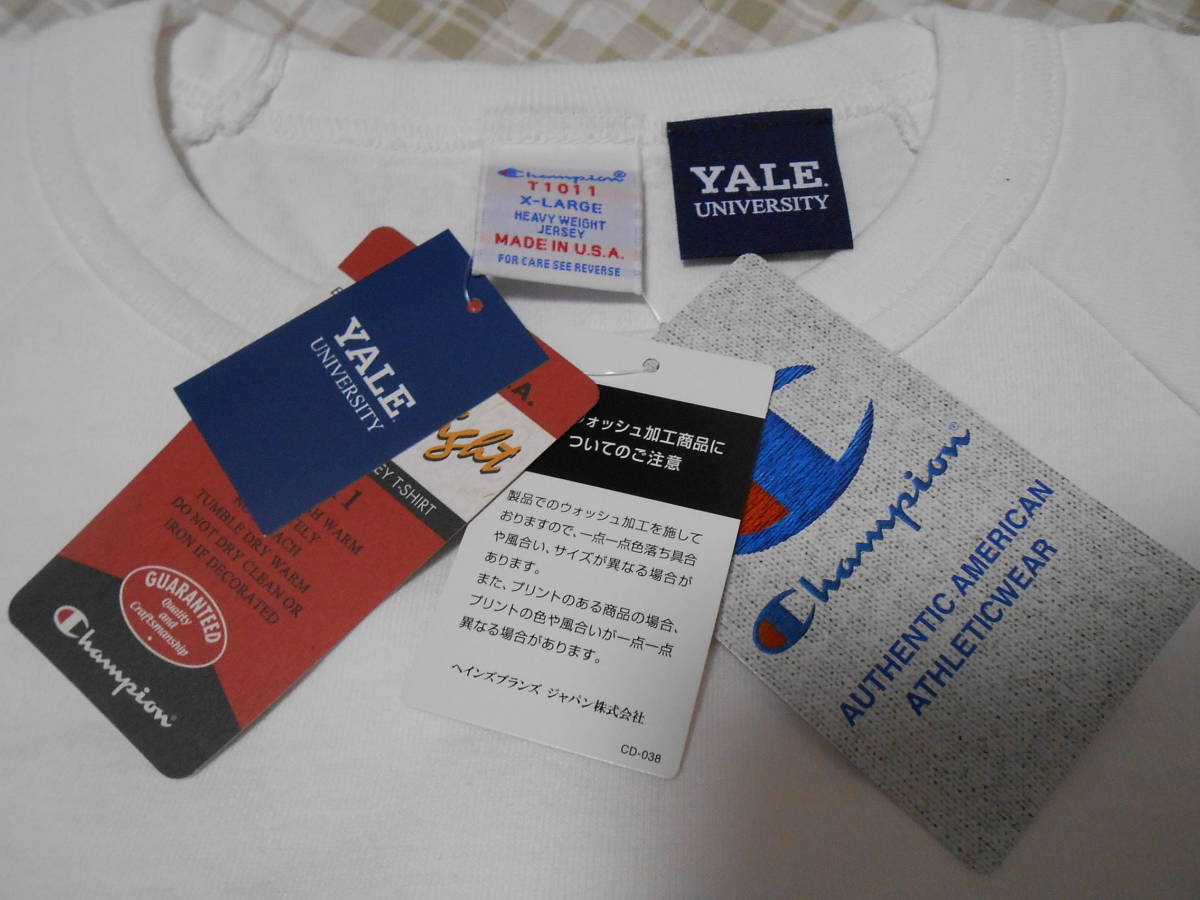 Champion®
T1011
X-LARGE
HEAVY WEIGHT
JERSEY
MADE IN U.S.A.
FOR CARE SEE REVERSE
YALE.
UNIVERSITY
YALE.
UNIVERSITY
.A.
EY T-SHIRT
1
WARM
TUMBLE DRY WARM
DO NOT DRY CLEAN OR
IRON IF DECORATED
GUARANTEED
Quality
and
Craftsmanship
Champion®
ウォッシュ加工商品に
ついてのご注意
製品でのウォッシュ加工を施して
おりますので、一点一点色落ち具合
や風合い、サイズが異なる場合が
あります。
また、プリントのある商品の場合、
プリントの色や風合いが一点一点
異なる場合があります。
ヘインズブランズ ジャパン株式会社
CD-038
Champion®
AUTHENTIC AMERICAN
ATHLETICWEAR